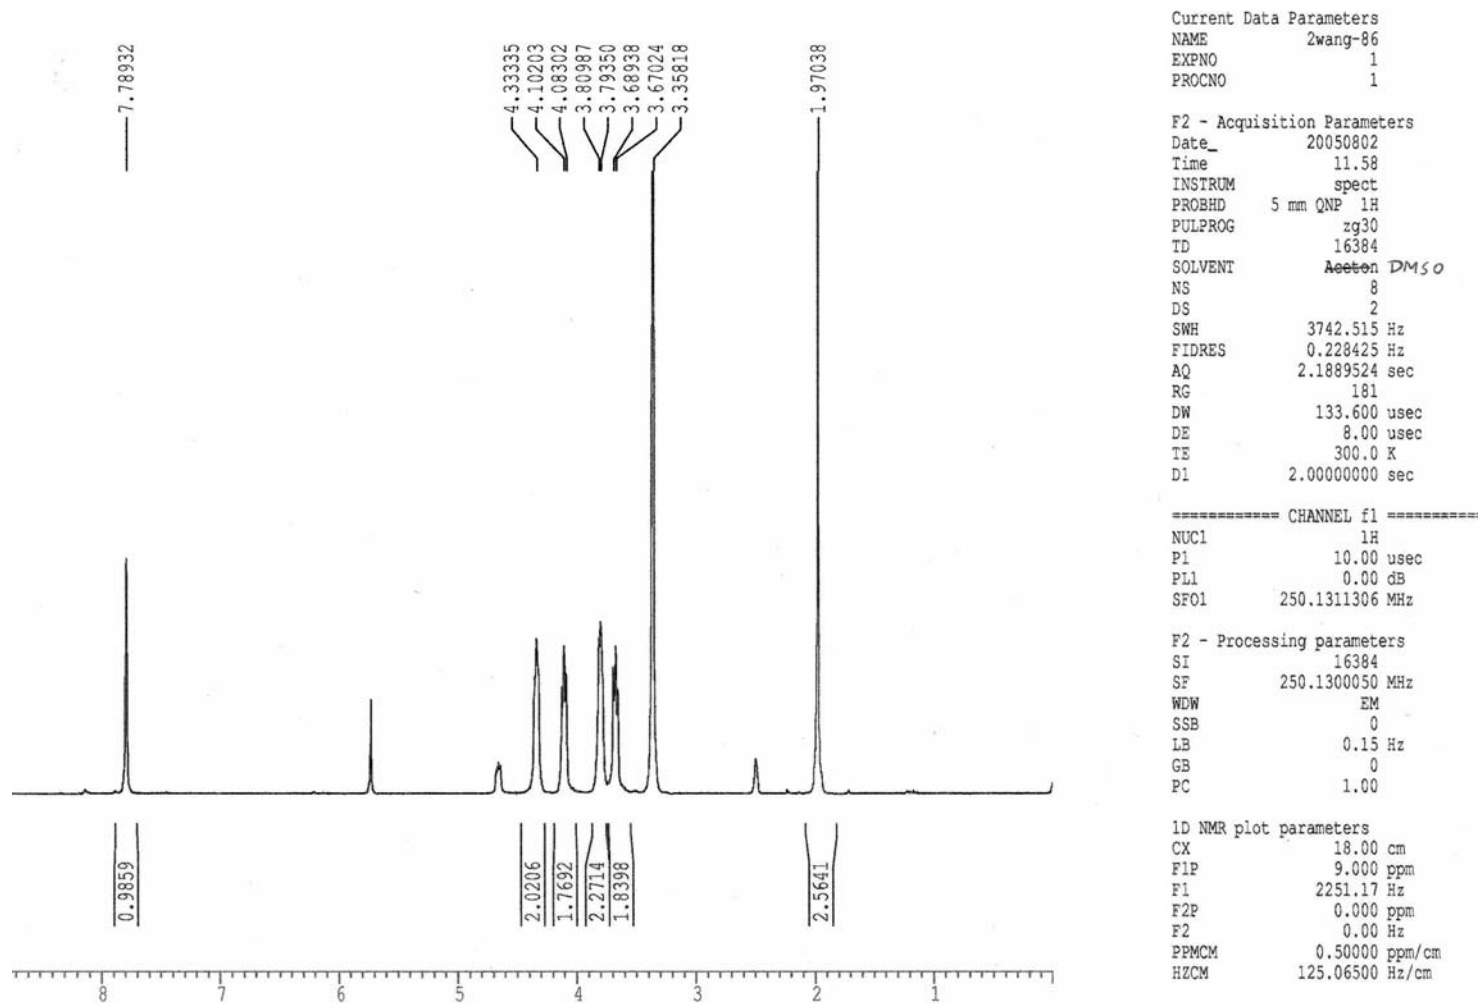 7.78932
4.33335
4.10203
4.08302
3.80987
3.79350
3.68938
3.67024
3.35818
1.97038
0.9859
2.0206
1.7692
2.2714
1.8398
2.5641
8 7 6 5 4 3 2 1
Current Data Parameters
NAME 2wang-86
EXPNO 1
PROCNO 1
F2 - Acquisition Parameters
Date_ 20050802
Time 11.58
INSTRUM spect
PROBHD 5 mm QNP 1H
PULPROG zg30
TD 16384
SOLVENT Aceton DMSO
NS 8
DS 2
SWH 3742.515 Hz
FIDRES 0.228425 Hz
AQ 2.1889524 sec
RG 181
DW 133.600 usec
DE 8.00 usec
TE 300.0 K
D1 2.00000000 sec
============ CHANNEL f1 ==========
NUC1 1H
P1 10.00 usec
PL1 0.00 dB
SFO1 250.1311306 MHz
F2 - Processing parameters
SI 16384
SF 250.1300050 MHz
WDW EM
SSB 0
LB 0.15 Hz
GB 0
PC 1.00
1D NMR plot parameters
CX 18.00 cm
F1P 9.000 ppm
F1 2251.17 Hz
F2P 0.000 ppm
F2 0.00 Hz
PPMCM 0.50000 ppm/cm
HZCM 125.06500 Hz/cm